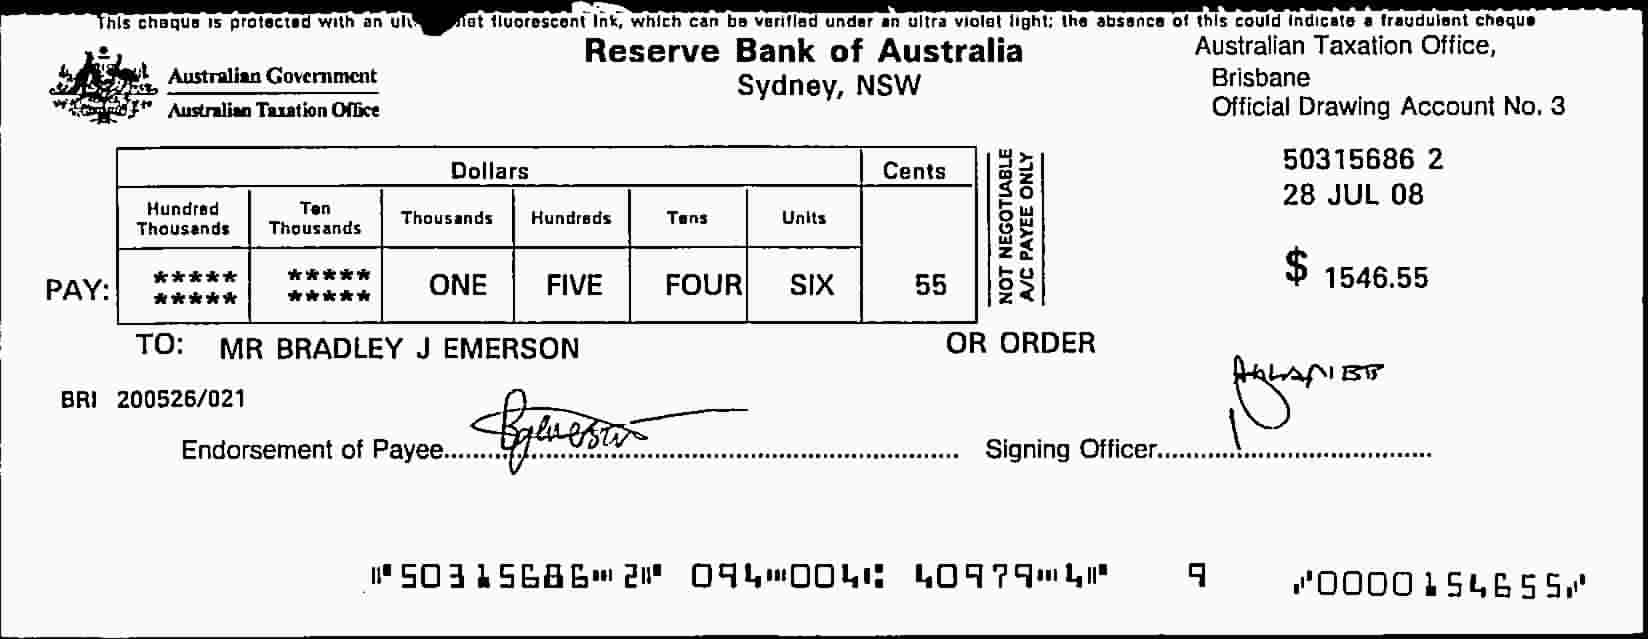 This cheque is protected with an ul let fluorescent ink, which can be verified under an ultra violet light; the absence of this could indicate a fraudulent cheque
Reserve Bank of Australia
Sydney, NSW
Australian Taxation Office,
Brisbane
Official Drawing Account No. 3
Australian Government
Australian Taxation Office
50315686 2
28 JUL 08
Dollars Cents
Hundred Thousands Ten Thousands Thousands Hundreds Tens Units
NOT NEGOTIABLE
A/C PAYEE ONLY
PAY: ***** ***** ONE FIVE FOUR SIX 55
***** *****
$ 1546.55
TO: MR BRADLEY J EMERSON OR ORDER
BRI 200526/021
Endorsement of Payee
Signing Officer
⑈50315686⑉2⑈ 094⑉004⑆ 40979⑉4⑈ 9 ⑇0000154655⑇